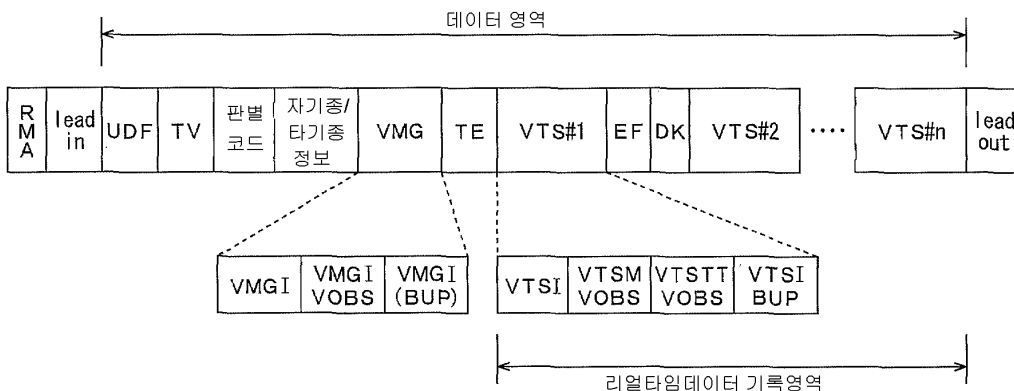 데이터 영역
RMA
lead in
UDF
TV
판별 코드
자기종/ 타기종 정보
VMG
TE
VTS#1
EF
DK
VTS#2
····
VTS#n
lead out
VMGI
VMGI VOBS
VMGI (BUP)
VTSI
VTSM VOBS
VTSTT VOBS
VTSI BUP
리얼타임데이터 기록영역